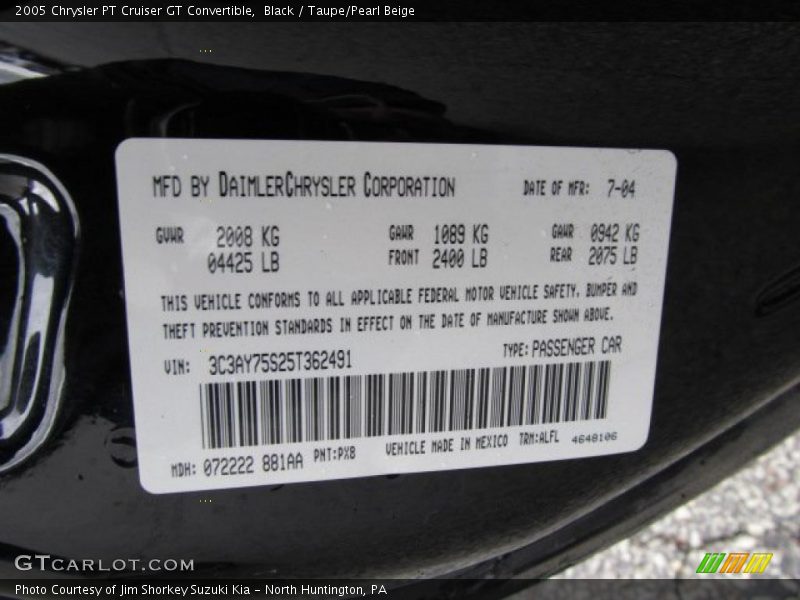 2005 Chrysler PT Cruiser GT Convertible,  Black / Taupe/Pearl Beige
MFD BY DAIMLERCHRYSLER CORPORATION DATE OF MFR: 7-04
GVWR 2008 KG GAWR 1089 KG GAWR 0942 KG
04425 LB FRONT 2400 LB REAR 2075 LB
THIS VEHICLE CONFORMS TO ALL APPLICABLE FEDERAL MOTOR VEHICLE SAFETY, BUMPER AND
THEFT PREVENTION STANDARDS IN EFFECT ON THE DATE OF MANUFACTURE SHOWN ABOVE.
VIN: 3C3AY75S25T362491 TYPE: PASSENGER CAR
MDH: 072222 881AA PNT:PX8 VEHICLE MADE IN MEXICO TRM:ALFL 4648106
GTCARLOT.COM
Photo Courtesy of Jim Shorkey Suzuki Kia - North Huntington, PA